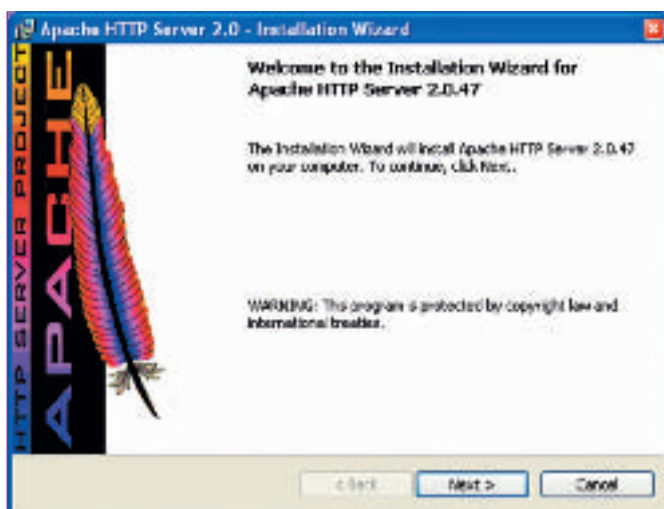 Apache HTTP Server 2.0 - Installation Wizard
HTTP SERVER PROJECT
APACHE
Welcome to the Installation Wizard for
Apache HTTP Server 2.0.47
The Installation Wizard will install Apache HTTP Server 2.0.47
on your computer. To continue, click Next.
WARNING: This program is protected by copyright law and
international treaties.
< Back
Next >
Cancel